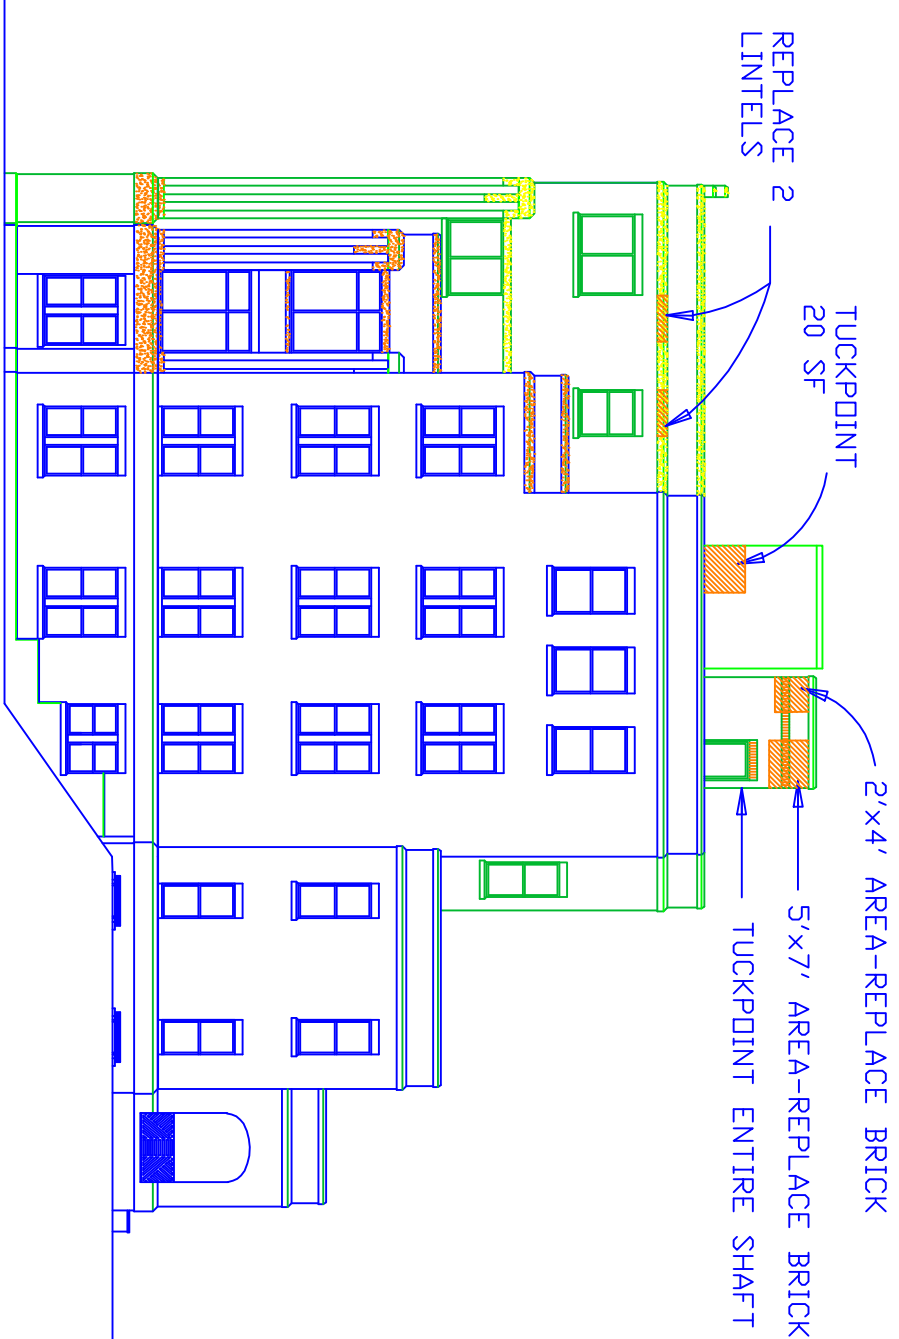 REPLACE 2
LINTELS
TUCKPOINT
20 SF
2'x4' AREA-REPLACE BRICK
5'x7' AREA-REPLACE BRICK
TUCKPOINT ENTIRE SHAFT